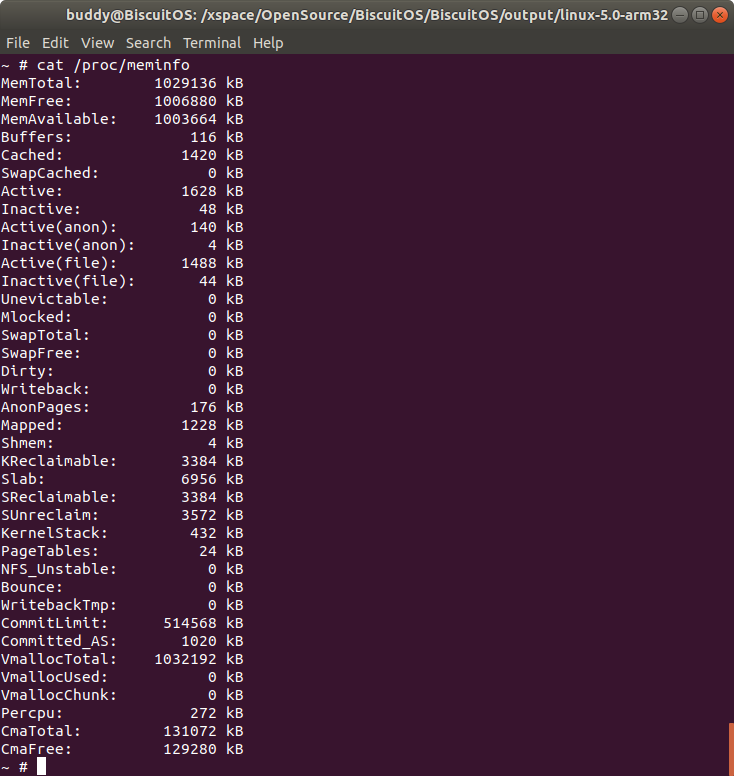 buddy@BiscuitOS: /xspace/OpenSource/BiscuitOS/BiscuitOS/output/linux-5.0-arm32
File Edit View Search Terminal Help
~ # cat /proc/meminfo
MemTotal:        1029136 kB
MemFree:         1006880 kB
MemAvailable:    1003664 kB
Buffers:             116 kB
Cached:             1420 kB
SwapCached:            0 kB
Active:             1628 kB
Inactive:             48 kB
Active(anon):        140 kB
Inactive(anon):        4 kB
Active(file):       1488 kB
Inactive(file):       44 kB
Unevictable:           0 kB
Mlocked:               0 kB
SwapTotal:             0 kB
SwapFree:              0 kB
Dirty:                 0 kB
Writeback:             0 kB
AnonPages:           176 kB
Mapped:             1228 kB
Shmem:                 4 kB
KReclaimable:       3384 kB
Slab:               6956 kB
SReclaimable:       3384 kB
SUnreclaim:         3572 kB
KernelStack:         432 kB
PageTables:           24 kB
NFS_Unstable:          0 kB
Bounce:                0 kB
WritebackTmp:          0 kB
CommitLimit:      514568 kB
Committed_AS:       1020 kB
VmallocTotal:    1032192 kB
VmallocUsed:           0 kB
VmallocChunk:          0 kB
Percpu:              272 kB
CmaTotal:         131072 kB
CmaFree:          129280 kB
~ #